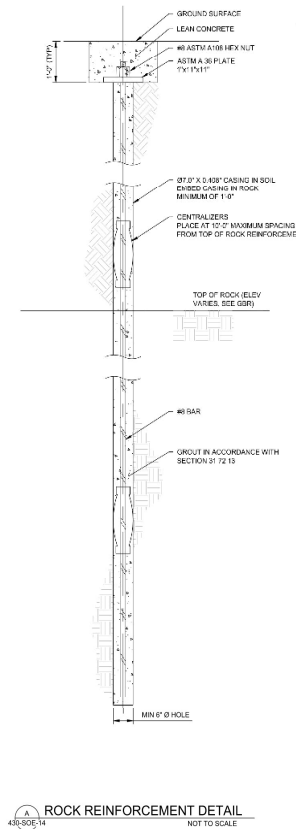 GROUND SURFACE
LEAN CONCRETE
#8 ASTM A108 HEX NUT
ASTM A 36 PLATE
1"x11"x11"
1'-0" (TYP)
Ø7.0" X 0.408" CASING IN SOIL
EMBED CASING IN ROCK
MINIMUM OF 1'-0"
CENTRALIZERS
PLACE AT 10'-0" MAXIMUM SPACING
FROM TOP OF ROCK REINFORCEME
TOP OF ROCK (ELEV
VARIES, SEE GBR)
#8 BAR
GROUT IN ACCORDANCE WITH
SECTION 31 72 13
MIN 6" Ø HOLE
A
430-SOE-14
ROCK REINFORCEMENT DETAIL
NOT TO SCALE